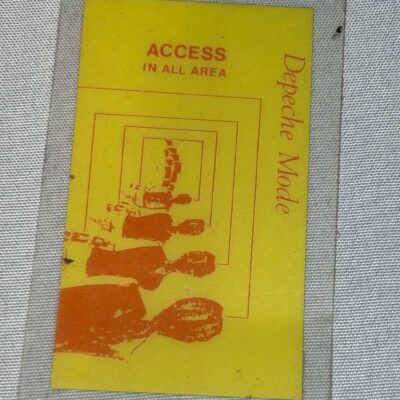 ACCESS
IN ALL AREA
Depeche Mode